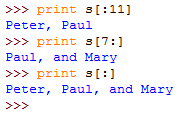 >>> print s[:11]
Peter, Paul
>>> print s[7:]
Paul, and Mary
>>> print s[:]
Peter, Paul, and Mary
>>>